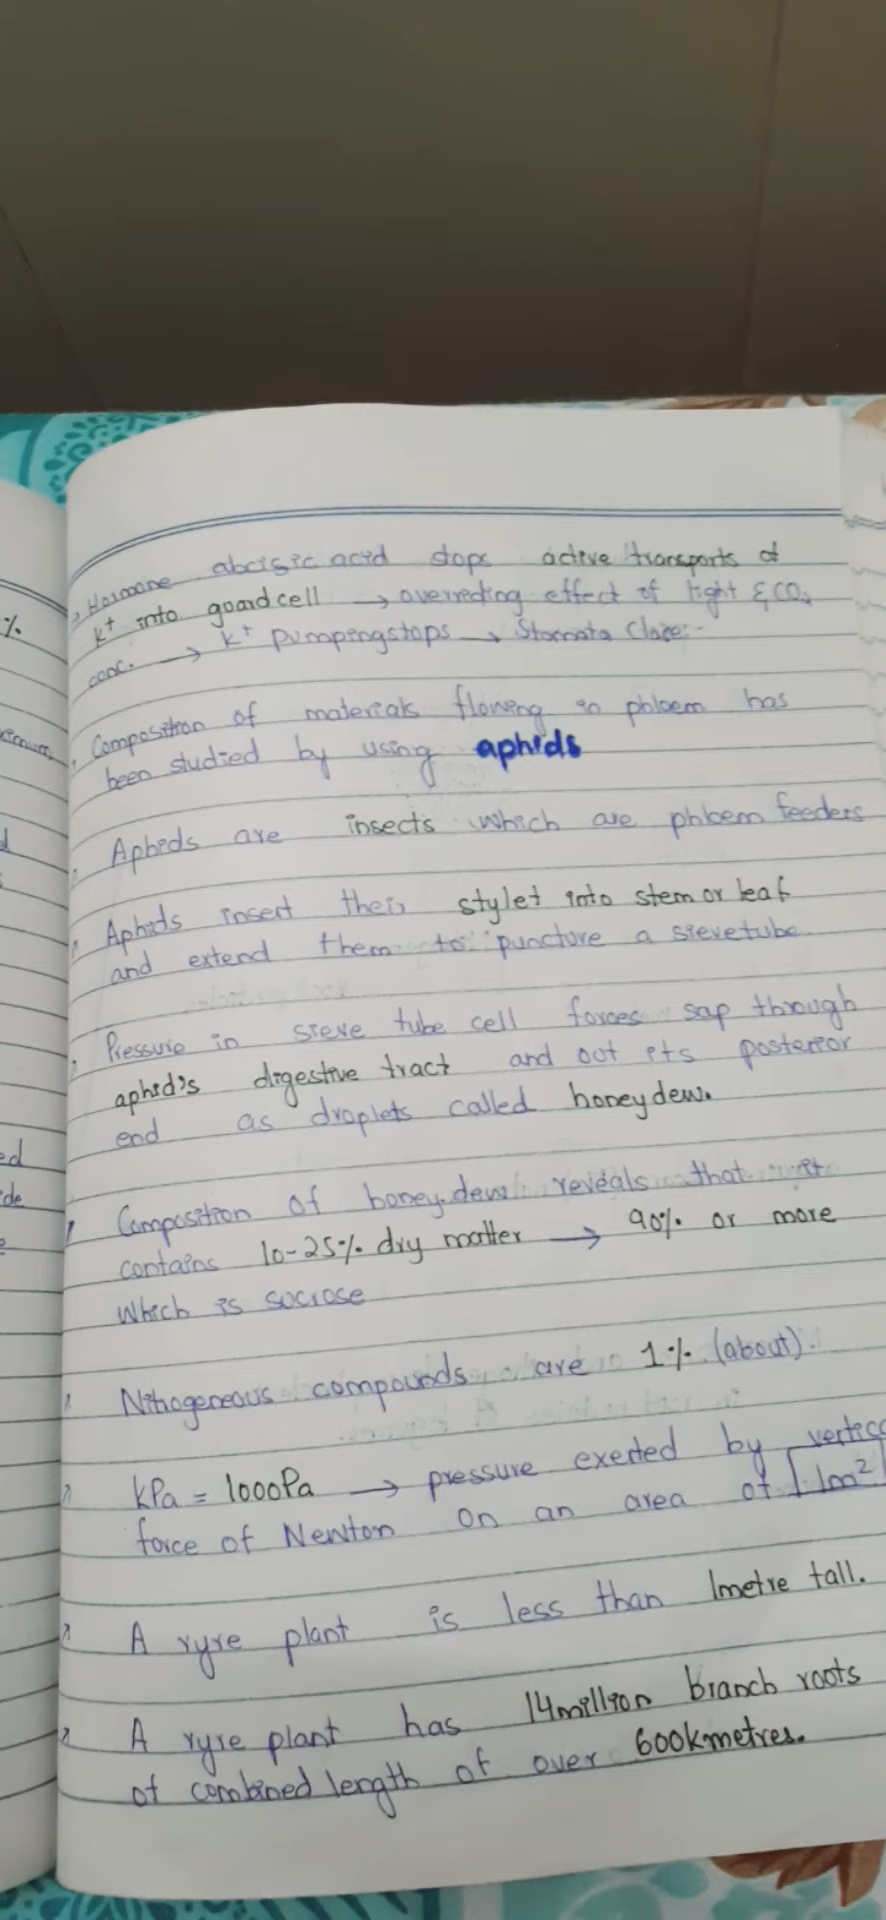 Hormone abcisic acid stops active transports of
K⁺ into guard cell → overreding effect of light & CO₂
conc. → K⁺ pumpeng stops → Stomata Close:-
Composition of materials flowing in phloem has
been studied by using aphids
Aphids are insects which are phloem feeders
Aphids insert their stylet into stem or leaf
and extend them to puncture a sieve tube
Pressure in sieve tube cell forces sap through
aphid's digestive tract and out its posterior
end as droplets called honeydew.
Composition of honey.dew reveals that it
contains 10-25% dry matter → 90% or more
which is sucrose
Nitrogeneous compounds are 1% (about).
kPa = 1000Pa → pressure exerted by
force of Newton on an area of 1m²
A ryre plant is less than 1metre tall.
A ryre plant has 14million branch roots
of combined length of over 600kmetres.
%
ed
de